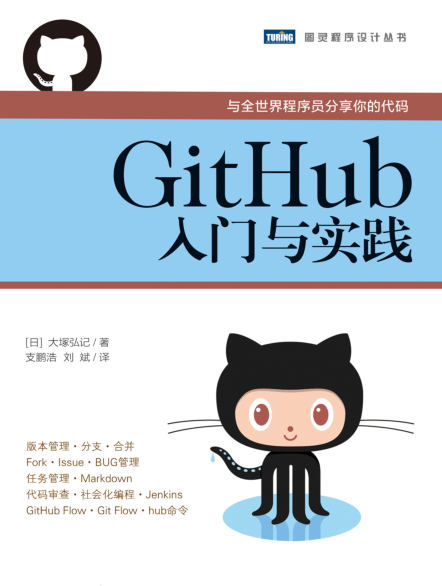 TURING 图灵程序设计丛书
与全世界程序员分享你的代码
GitHub
入门与实践
[日] 大塚弘记/著
支鹏浩 刘 斌/译
版本管理・分支・合并
Fork・Issue・BUG管理
任务管理・Markdown
代码审查・社会化编程・Jenkins
GitHub Flow・Git Flow・hub命令